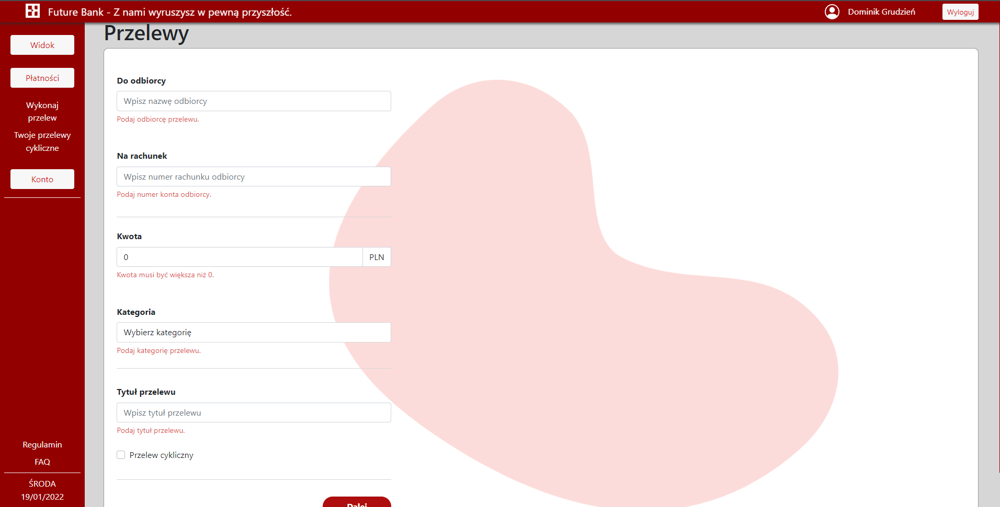 Future Bank - Z nami wyruszysz w pewną przyszłość.
Dominik Grudzień
Wyloguj
Widok
Płatności
Wykonaj
przelew
Twoje przelewy
cykliczne
Konto
Regulamin
FAQ
ŚRODA
19/01/2022
Przelewy
Do odbiorcy
Wpisz nazwę odbiorcy
Podaj odbiorcę przelewu.
Na rachunek
Wpisz numer rachunku odbiorcy
Podaj numer konta odbiorcy.
Kwota
0 PLN
Kwota musi być większa niż 0.
Kategoria
Wybierz kategorię
Podaj kategorię przelewu.
Tytuł przelewu
Wpisz tytuł przelewu
Podaj tytuł przelewu.
Przelew cykliczny
Dalej